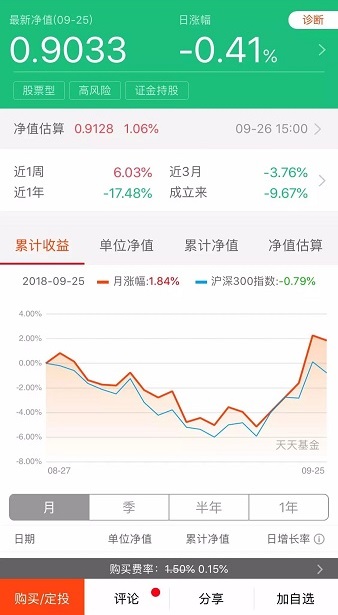 最新净值(09-25) 日涨幅 诊断
0.9033 -0.41%
股票型 高风险 证金持股
净值估算 0.9128 1.06% 09-26 15:00
近1周 6.03% 近3月 -3.76%
近1年 -17.48% 成立来 -9.67%
累计收益 单位净值 累计净值 净值估算
2018-09-25 月涨幅:1.84% 沪深300指数:-0.79%
4.00%
2.00%
0.00%
-2.00%
-4.00%
-6.00%
天天基金
-8.00%
08-27 09-25
月 季 半年 1年
日期 单位净值 累计净值 日增长率
购买费率: 1.50% 0.15%
购买/定投 评论 分享 加自选